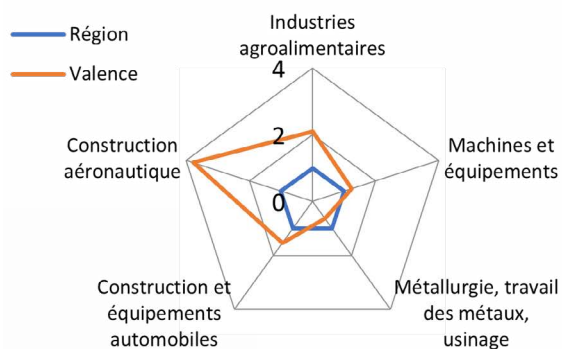 Région
Valence
Industries
agroalimentaires
4
2
0
Construction
aéronautique
Machines et
équipements
Construction et
équipements
automobiles
Métallurgie, travail
des métaux,
usinage